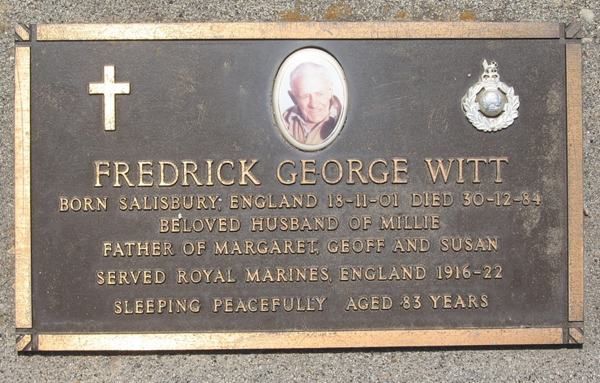 FREDRICK GEORGE WITT
BORN SALISBURY, ENGLAND 18-11-01 DIED 30-12-84
BELOVED HUSBAND OF MILLIE
FATHER OF MARGARET, GEOFF AND SUSAN
SERVED ROYAL MARINES, ENGLAND 1916-22
SLEEPING PEACEFULLY AGED 83 YEARS